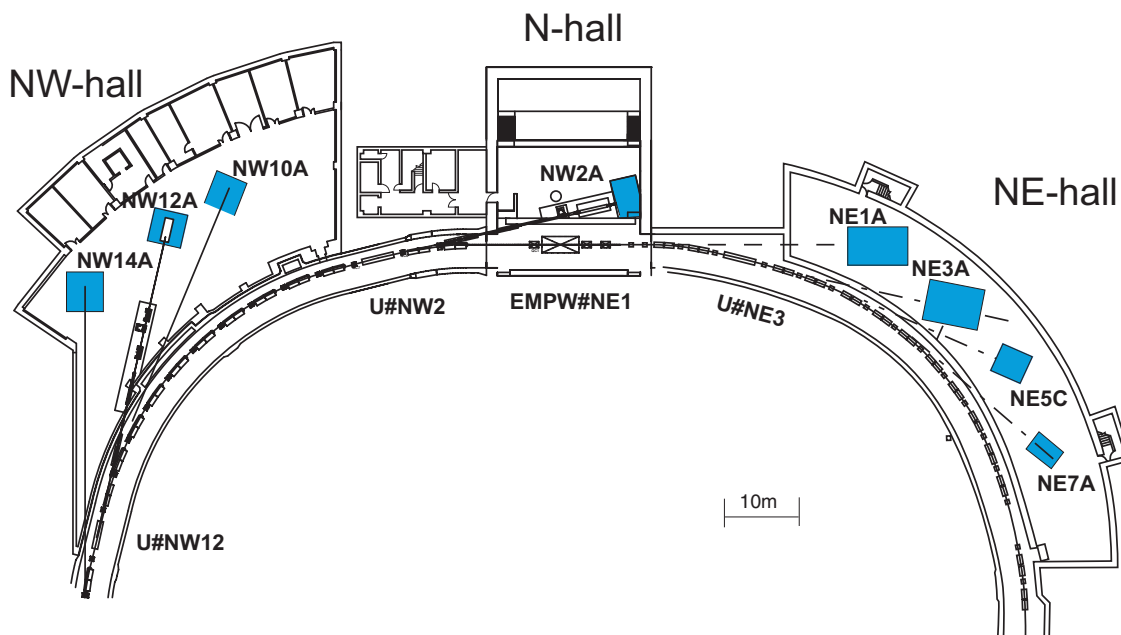 N-hall
NW-hall
NE-hall
NW10A
NW2A
NW12A
NW14A
NE1A
NE3A
NE5C
NE7A
U#NW2
EMPW#NE1
U#NE3
10m
U#NW12